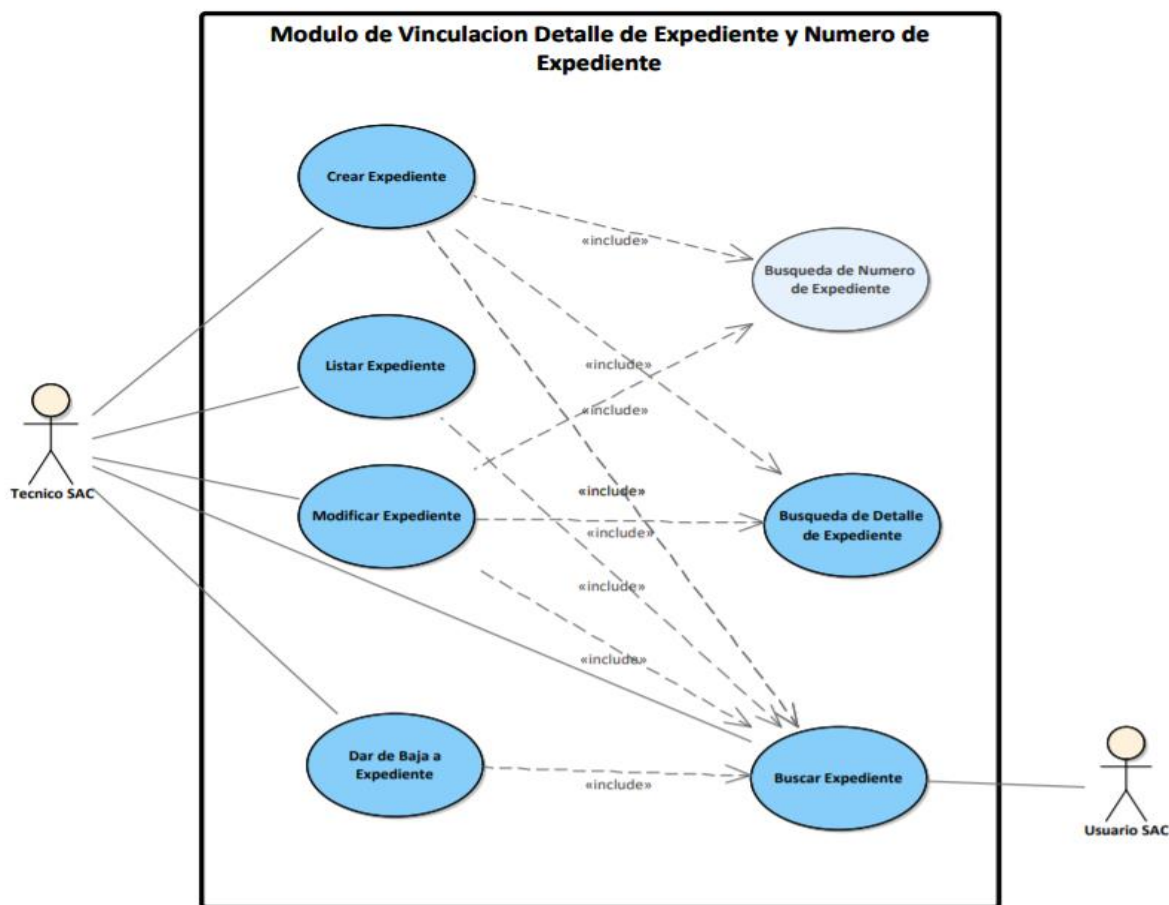 Modulo de Vinculacion Detalle de Expediente y Numero de
Expediente
Crear Expediente
«include»
Busqueda de Numero
de Expediente
Listar Expediente
«include»
«include»
Tecnico SAC
Modificar Expediente
«include»
«include»
Busqueda de Detalle
de Expediente
«include»
«include»
Dar de Baja a
Expediente
«include»
Buscar Expediente
Usuario SAC